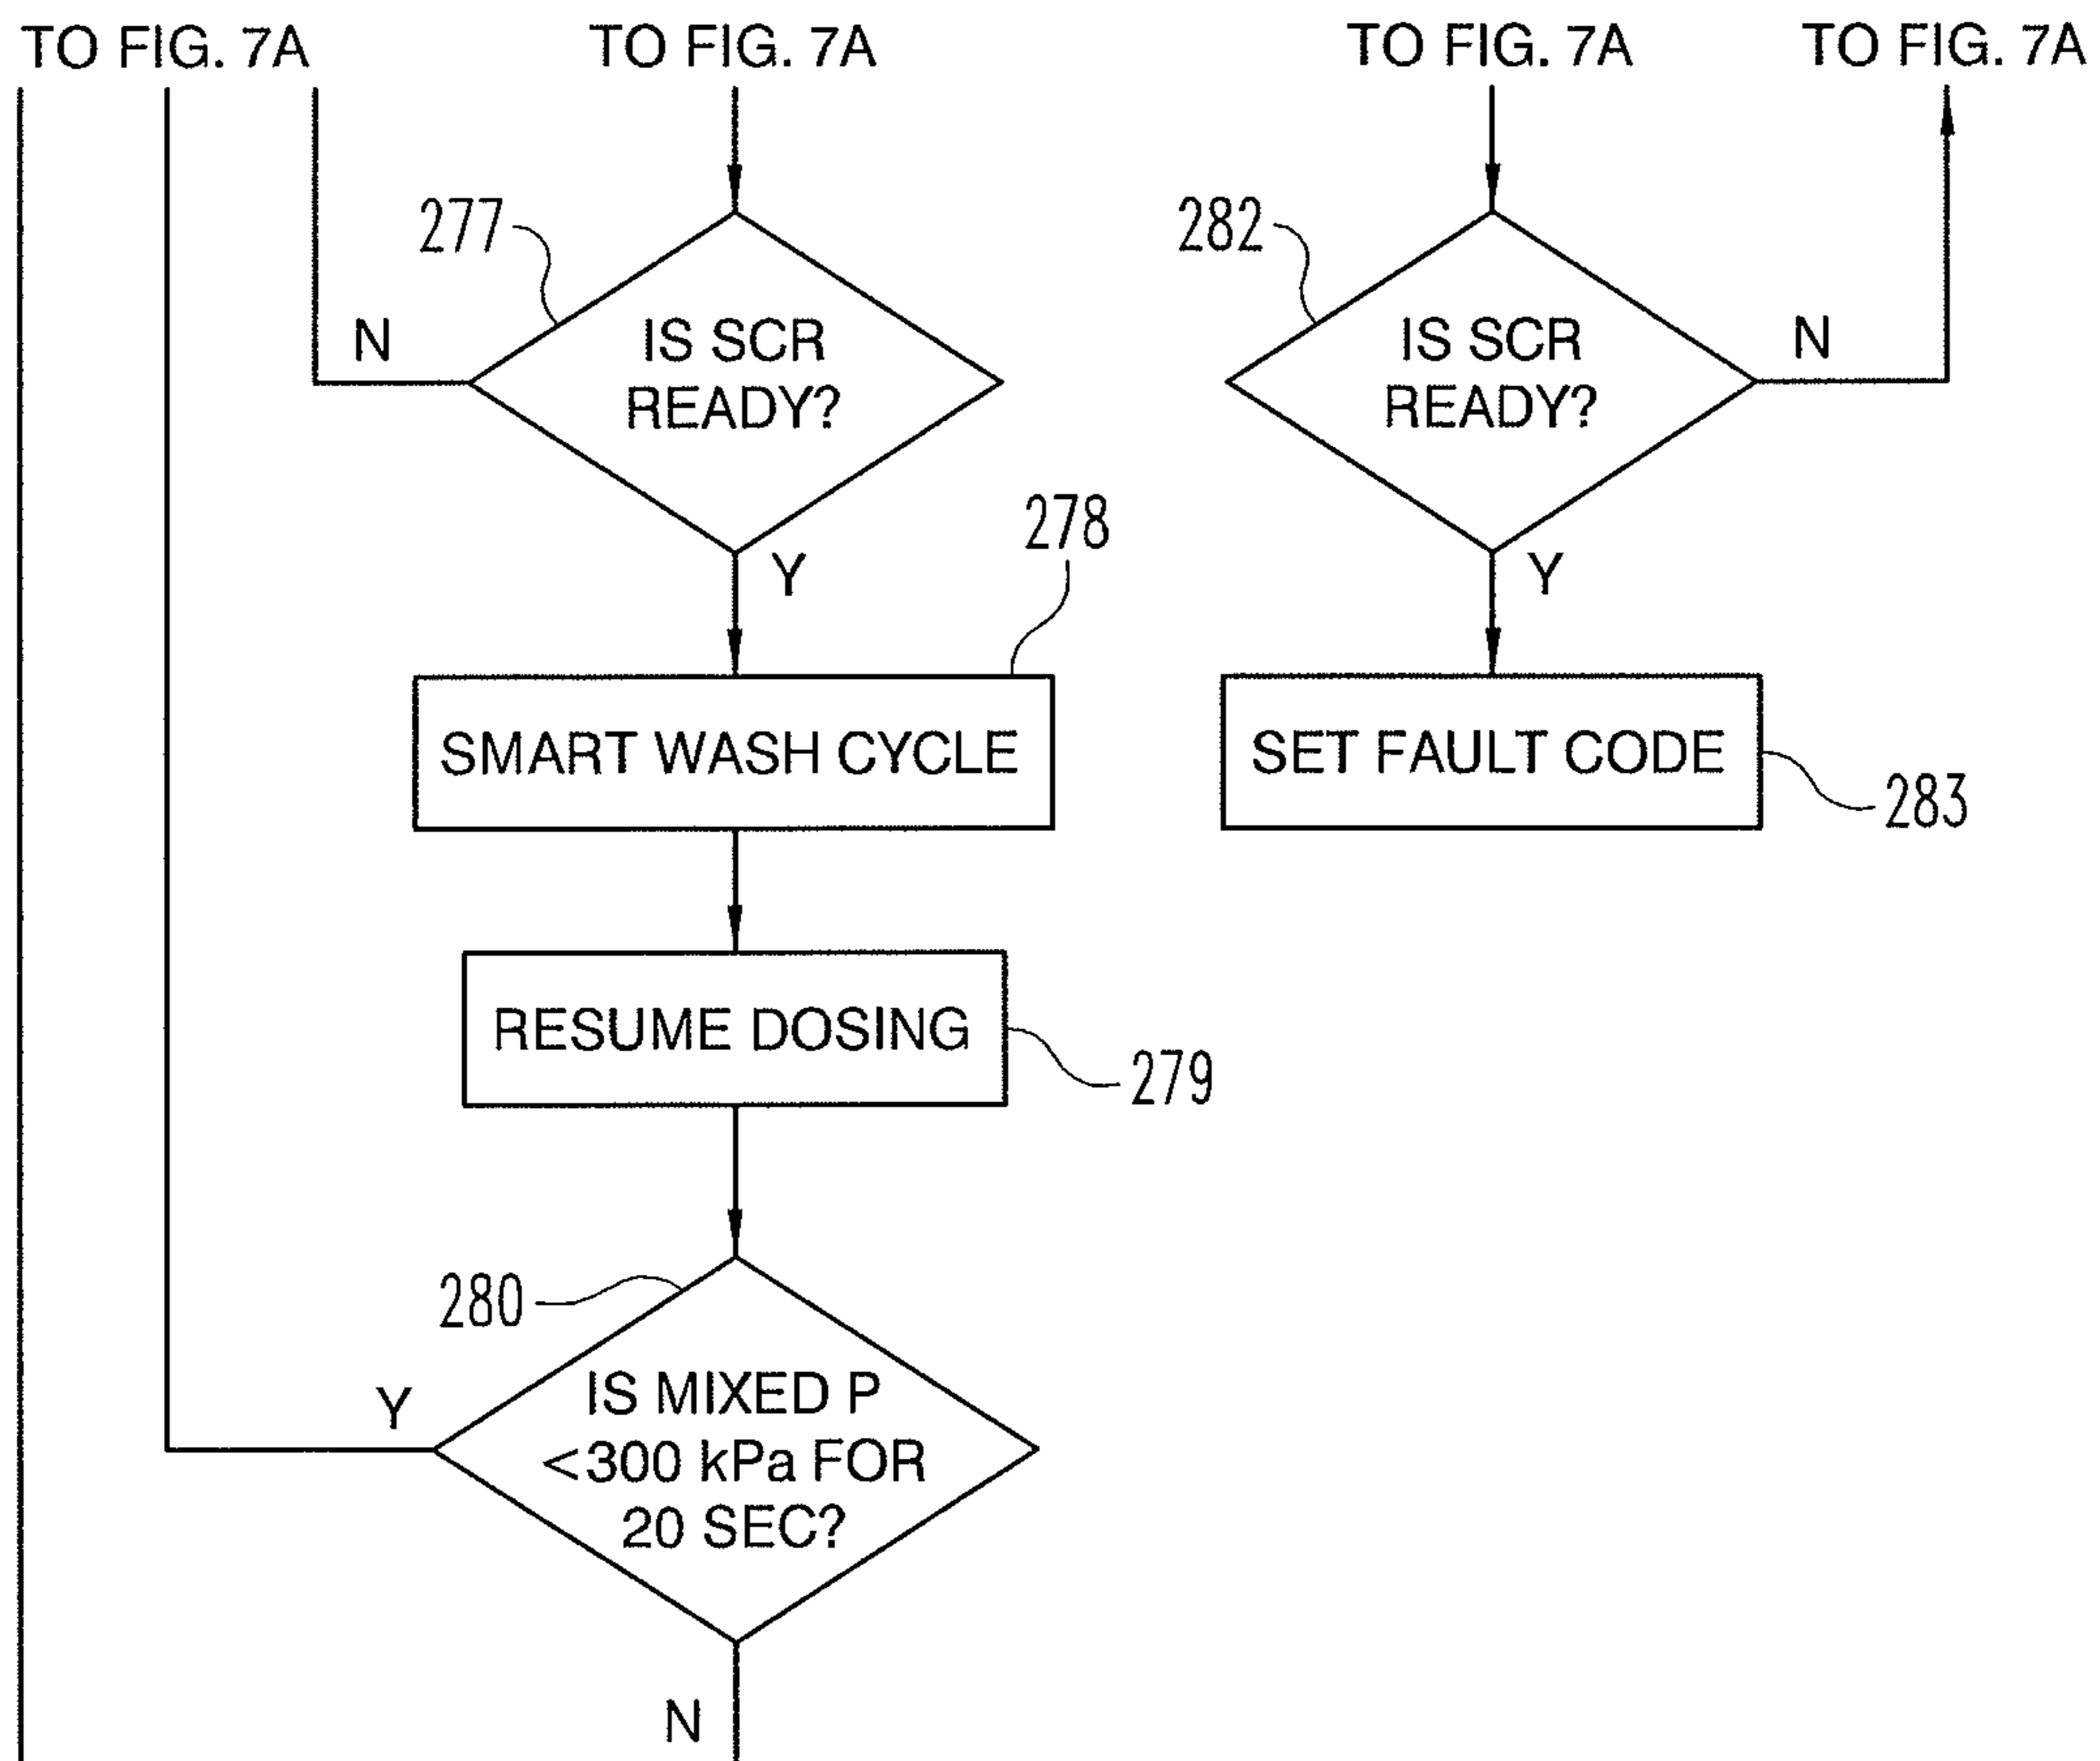 TO FIG. 7A
TO FIG. 7A
TO FIG. 7A
TO FIG. 7A
277
N
IS SCR
READY?
Y
282
IS SCR
READY?
N
Y
278
SMART WASH CYCLE
SET FAULT CODE
283
RESUME DOSING
279
280
Y
IS MIXED P
<300 kPa FOR
20 SEC?
N